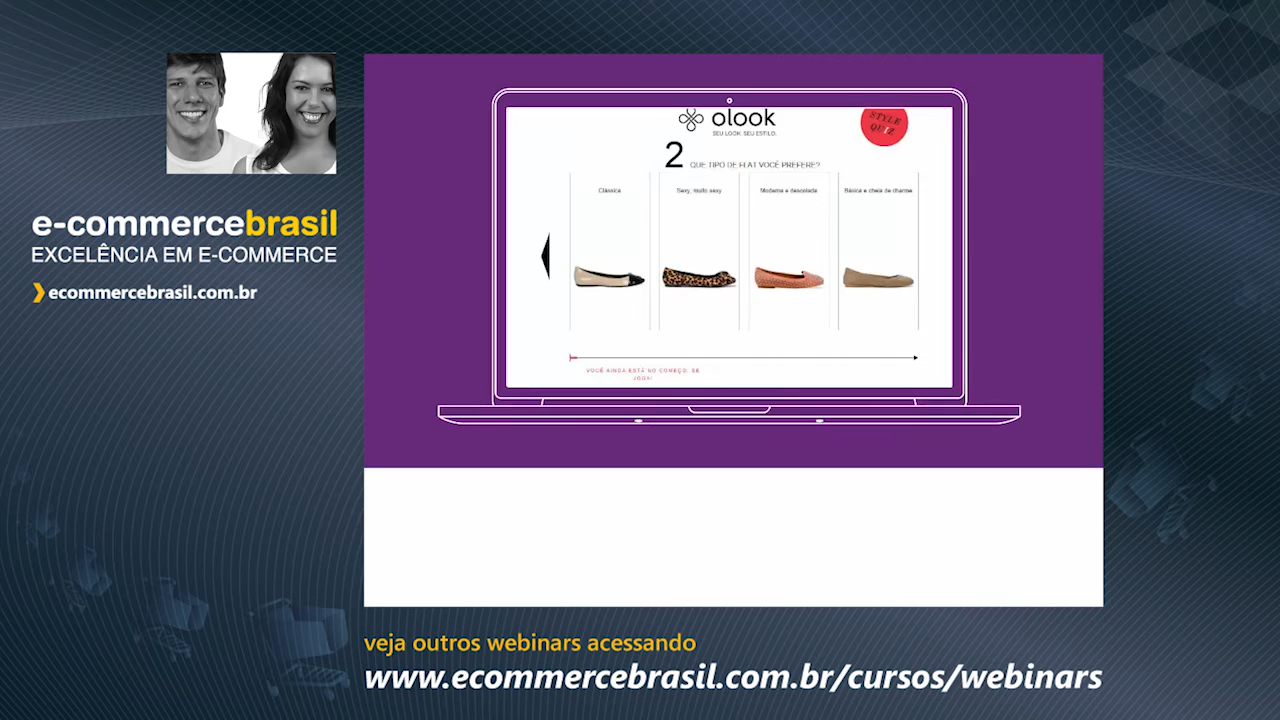 e-commercebrasil
EXCELÊNCIA EM E-COMMERCE
ecommercebrasil.com.br
olook
SEU LOOK. SEU ESTILO.
STYLE
QUIZ
2 QUE TIPO DE FLAT VOCÊ PREFERE?
Clássica
Sexy, muito sexy
Moderna e descolada
Básica e cheia de charme
VOCÊ AINDA ESTÁ NO COMEÇO, SE
JOGA!
veja outros webinars acessando
www.ecommercebrasil.com.br/cursos/webinars